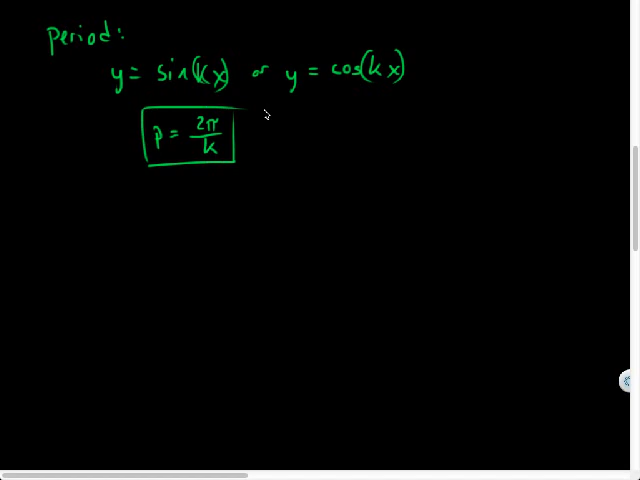 period:
y = sin(kx) or y = cos(kx)
p = 2π/k